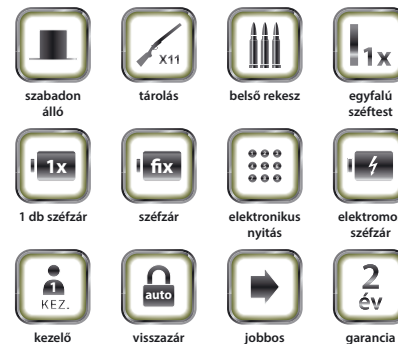 X11
1x
szabadon
álló
tárolás
belső rekesz
egyfalú
széftest
1x
fix
1 db széfzár
széfzár
elektronikus
nyitás
elektromo
széfzár
1
KEZ.
auto
2
év
kezelő
visszazár
jobbos
garancia